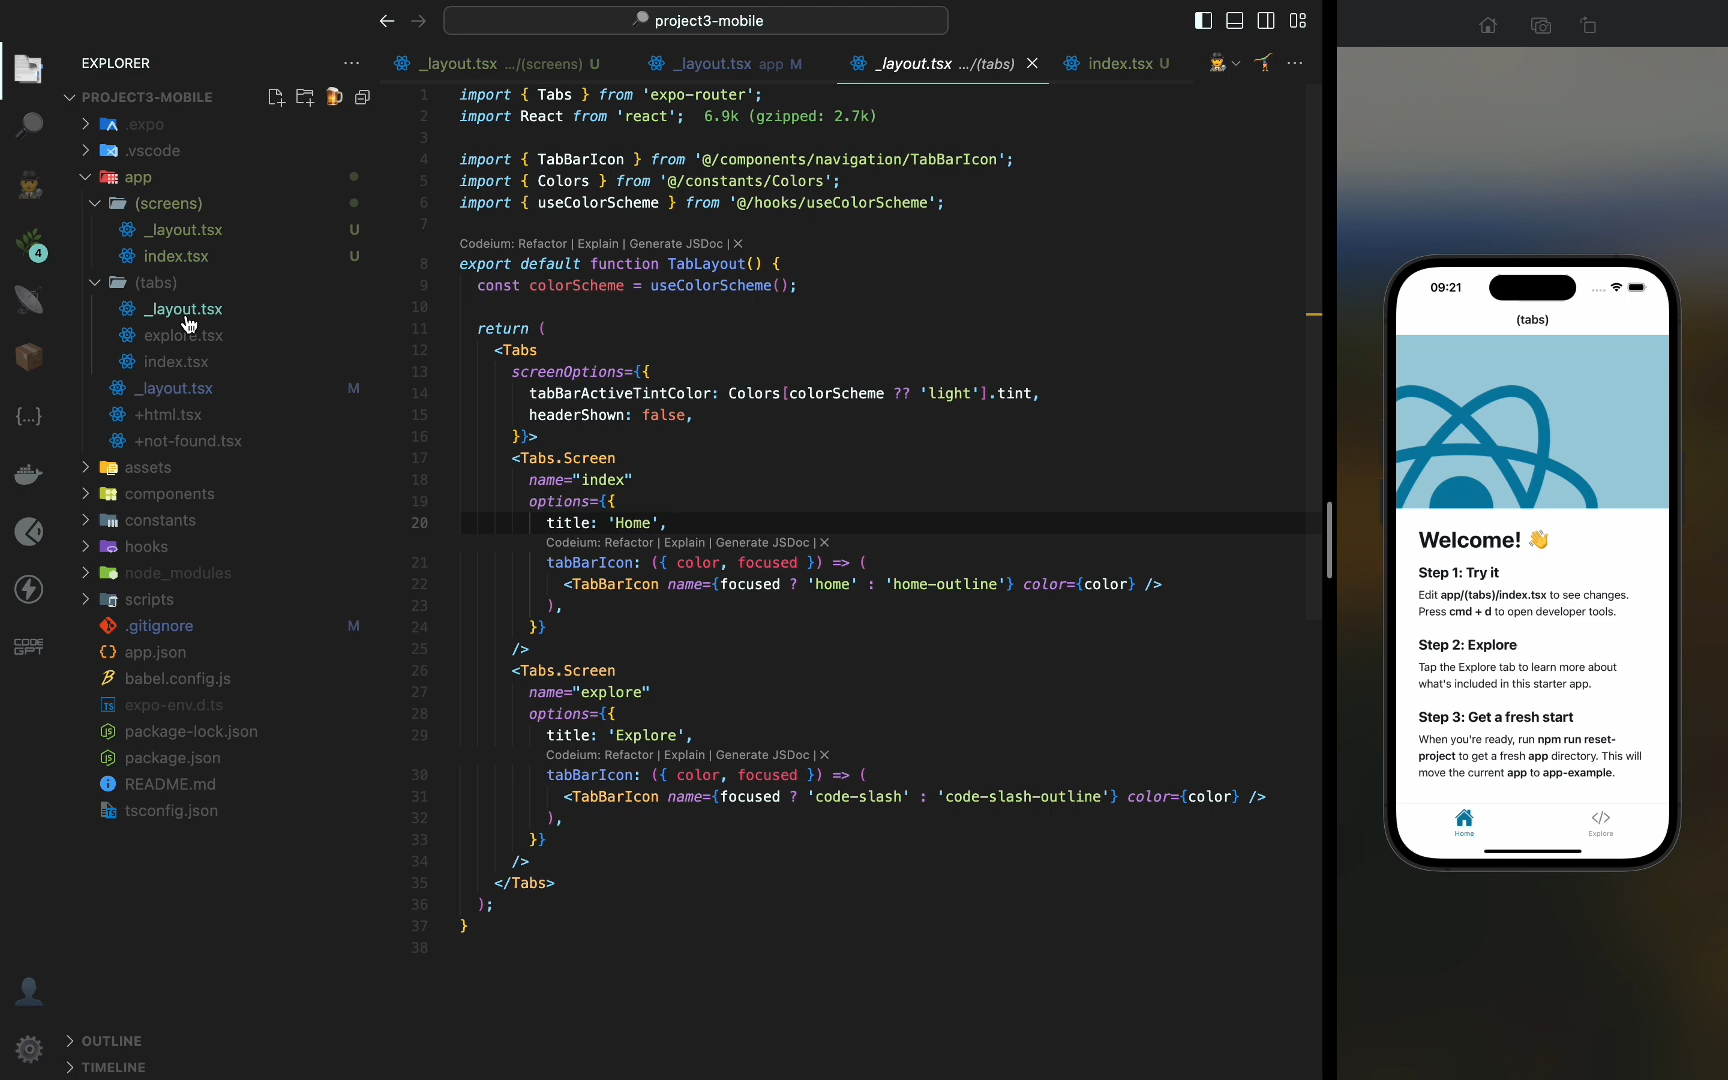 project3-mobile
EXPLORER
PROJECT3-MOBILE
.expo
.vscode
app
(screens)
_layout.tsx U
index.tsx U
(tabs)
_layout.tsx
explore.tsx
index.tsx
_layout.tsx M
+html.tsx
+not-found.tsx
assets
components
constants
hooks
node_modules
scripts
.gitignore M
app.json
babel.config.js
expo-env.d.ts
package-lock.json
package.json
README.md
tsconfig.json
OUTLINE
TIMELINE
4
{...}
CODE
GPT
_layout.tsx .../(screens) U
_layout.tsx app M
_layout.tsx .../(tabs)
index.tsx U
1 import { Tabs } from 'expo-router';
2 import React from 'react'; 6.9k (gzipped: 2.7k)
3
4 import { TabBarIcon } from '@/components/navigation/TabBarIcon';
5 import { Colors } from '@/constants/Colors';
6 import { useColorScheme } from '@/hooks/useColorScheme';
7
Codeium: Refactor | Explain | Generate JSDoc | X
8 export default function TabLayout() {
9 const colorScheme = useColorScheme();
10
11 return (
12 <Tabs
13 screenOptions={{
14 tabBarActiveTintColor: Colors[colorScheme ?? 'light'].tint,
15 headerShown: false,
16 }}>
17 <Tabs.Screen
18 name="index"
19 options={{
20 title: 'Home',
Codeium: Refactor | Explain | Generate JSDoc | X
21 tabBarIcon: ({ color, focused }) => (
22 <TabBarIcon name={focused ? 'home' : 'home-outline'} color={color} />
23 ),
24 }}
25 />
26 <Tabs.Screen
27 name="explore"
28 options={{
29 title: 'Explore',
Codeium: Refactor | Explain | Generate JSDoc | X
30 tabBarIcon: ({ color, focused }) => (
31 <TabBarIcon name={focused ? 'code-slash' : 'code-slash-outline'} color={color} />
32 ),
33 }}
34 />
35 </Tabs>
36 );
37 }
38
09:21
(tabs)
Welcome! 👋
Step 1: Try it
Edit app/(tabs)/index.tsx to see changes.
Press cmd + d to open developer tools.
Step 2: Explore
Tap the Explore tab to learn more about
what's included in this starter app.
Step 3: Get a fresh start
When you're ready, run npm run reset-
project to get a fresh app directory. This will
move the current app to app-example.
Home
Explore